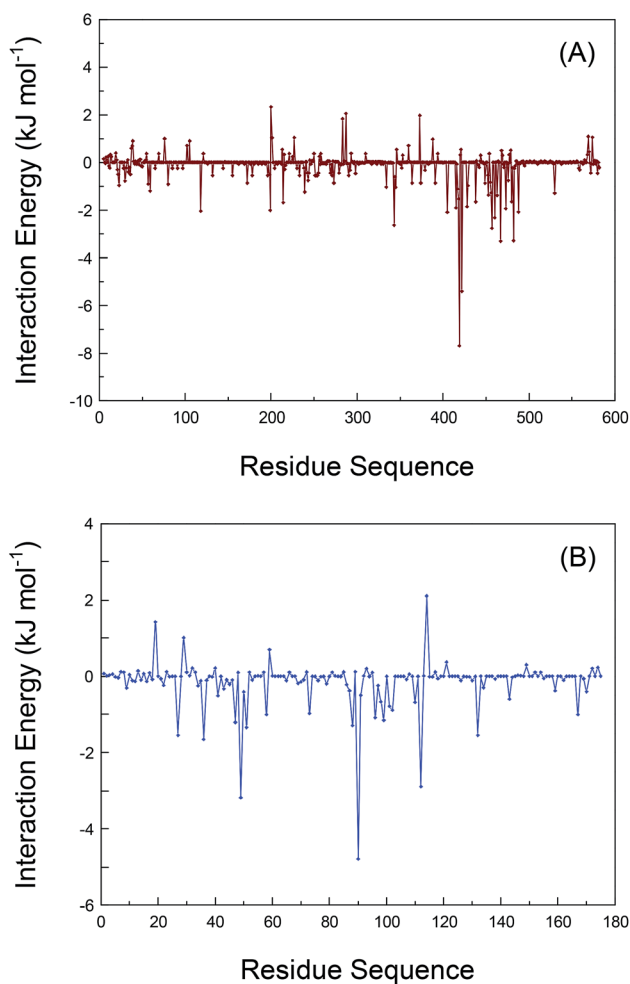 (A)
Interaction Energy (kJ mol⁻¹)
6
4
2
0
-2
-4
-6
-8
-10
0 100 200 300 400 500 600
Residue Sequence
(B)
Interaction Energy (kJ mol⁻¹)
4
2
0
-2
-4
-6
0 20 40 60 80 100 120 140 160 180
Residue Sequence